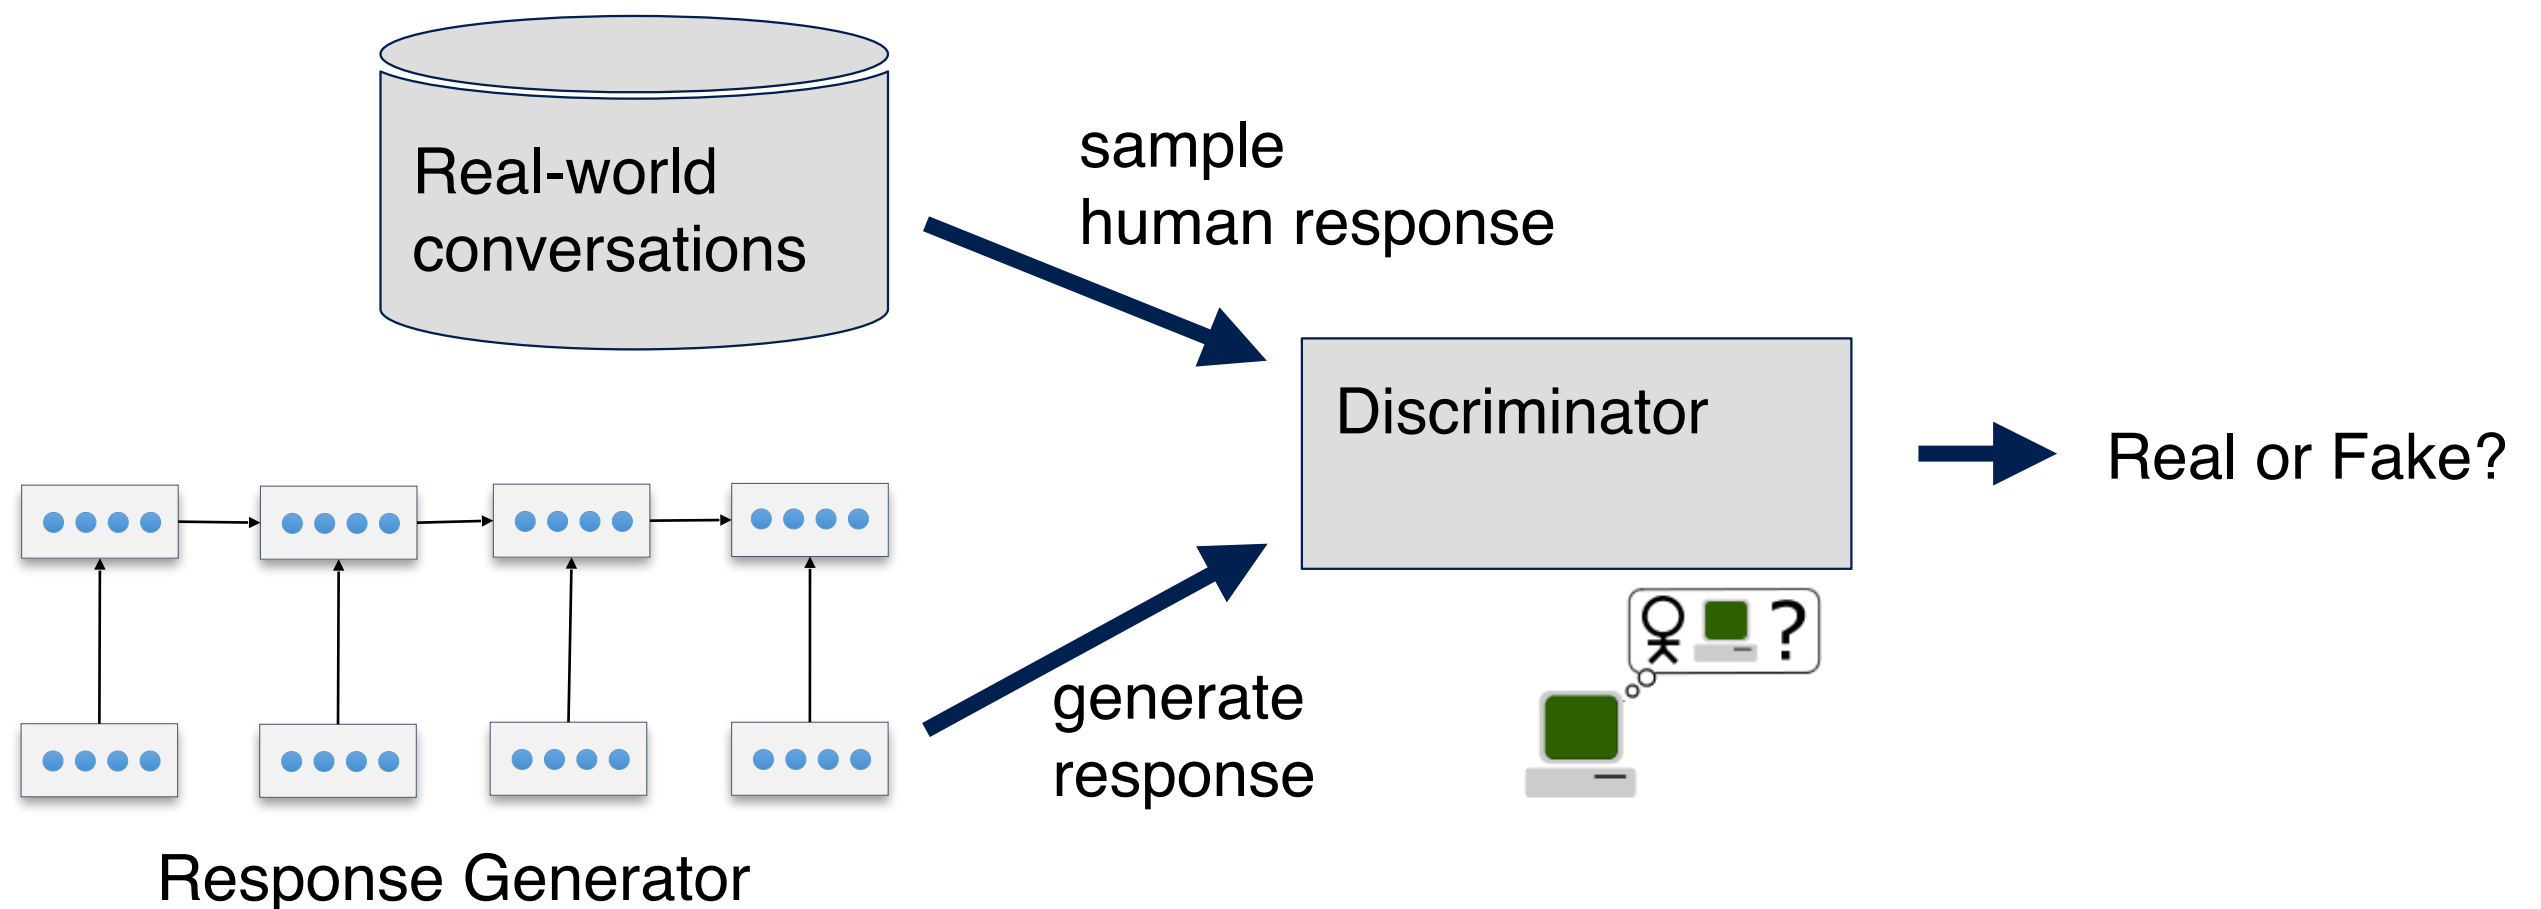 Real-world
conversations
sample
human response
Discriminator
Real or Fake?
?
generate
response
Response Generator